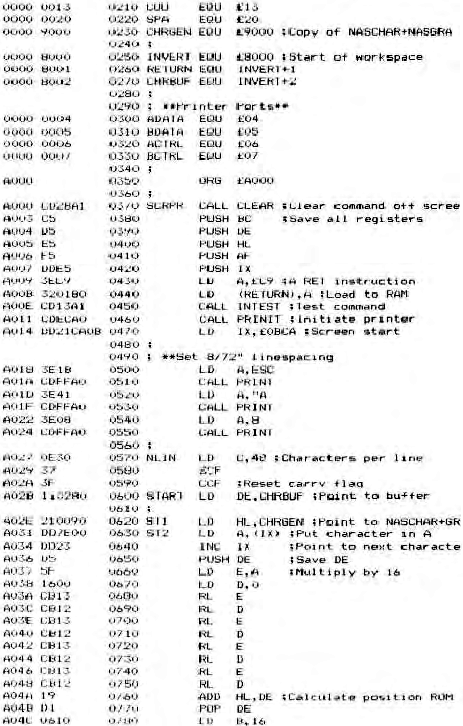 0000 0013 0210 CUU EQU £13
0000 0020 0220 SPA EQU £20
0000 9000 0230 CHRGEN EQU £9000 ;Copy of NASCHAR+NASGRA
0240 ;
0000 8000 0250 INVERT EQU £8000 ;Start of workspace
0000 8001 0260 RETURN EQU INVERT+1
0000 8002 0270 CHRBUF EQU INVERT+2
0280 ;
0290 ; **Printer Ports**
0000 0004 0300 ADATA EQU £04
0000 0005 0310 BDATA EQU £05
0000 0006 0320 ACTRL EQU £06
0000 0007 0330 BCTRL EQU £07
0340 ;
A000 0350 ORG £A000
0360 ;
A000 CD2BA1 0370 SCRPR CALL CLEAR ;Clear command off scree
A003 C5 0380 PUSH BC ;Save all registers
A004 D5 0390 PUSH DE
A005 E5 0400 PUSH HL
A006 F5 0410 PUSH AF
A007 DDE5 0420 PUSH IX
A009 3EC9 0430 LD A,£C9 ;A RET instruction
A00B 320180 0440 LD (RETURN),A ;Load to RAM
A00E CD13A1 0450 CALL INTEST ;Test command
A011 CDECA0 0460 CALL PRINIT ;Initiate printer
A014 DD21CA0B 0470 LD IX,£0BCA ;Screen start
0480 ;
0490 ; **Set 8/72" linespacing
A018 3E1B 0500 LD A,ESC
A01A CDFFA0 0510 CALL PRINT
A01D 3E41 0520 LD A,"A
A01F CDFFA0 0530 CALL PRINT
A022 3E08 0540 LD A,8
A024 CDFFA0 0550 CALL PRINT
0560 ;
A027 0E30 0570 NLIN LD C,48 ;Characters per line
A029 37 0580 SCF
A02A 3F 0590 CCF ;Reset carry flag
A02B 110280 0600 START LD DE,CHRBUF ;Point to buffer
0610 ;
A02E 210090 0620 ST1 LD HL,CHRGEN ;Point to NASCHAR+GR
A031 DD7E00 0630 ST2 LD A,(IX) ;Put character in A
A034 DD23 0640 INC IX ;Point to next characte
A036 D5 0650 PUSH DE ;Save DE
A037 5F 0660 LD E,A ;Multiply by 16
A038 1600 0670 LD D,0
A03A CB13 0680 RL E
A03C CB12 0690 RL D
A03E CB13 0700 RL E
A040 CB12 0710 RL D
A042 CB13 0720 RL E
A044 CB12 0730 RL D
A046 CB13 0740 RL E
A048 CB12 0750 RL D
A04A 19 0760 ADD HL,DE ;Calculate position ROM
A04B D1 0770 POP DE
A04C 0610 0780 LD B,16